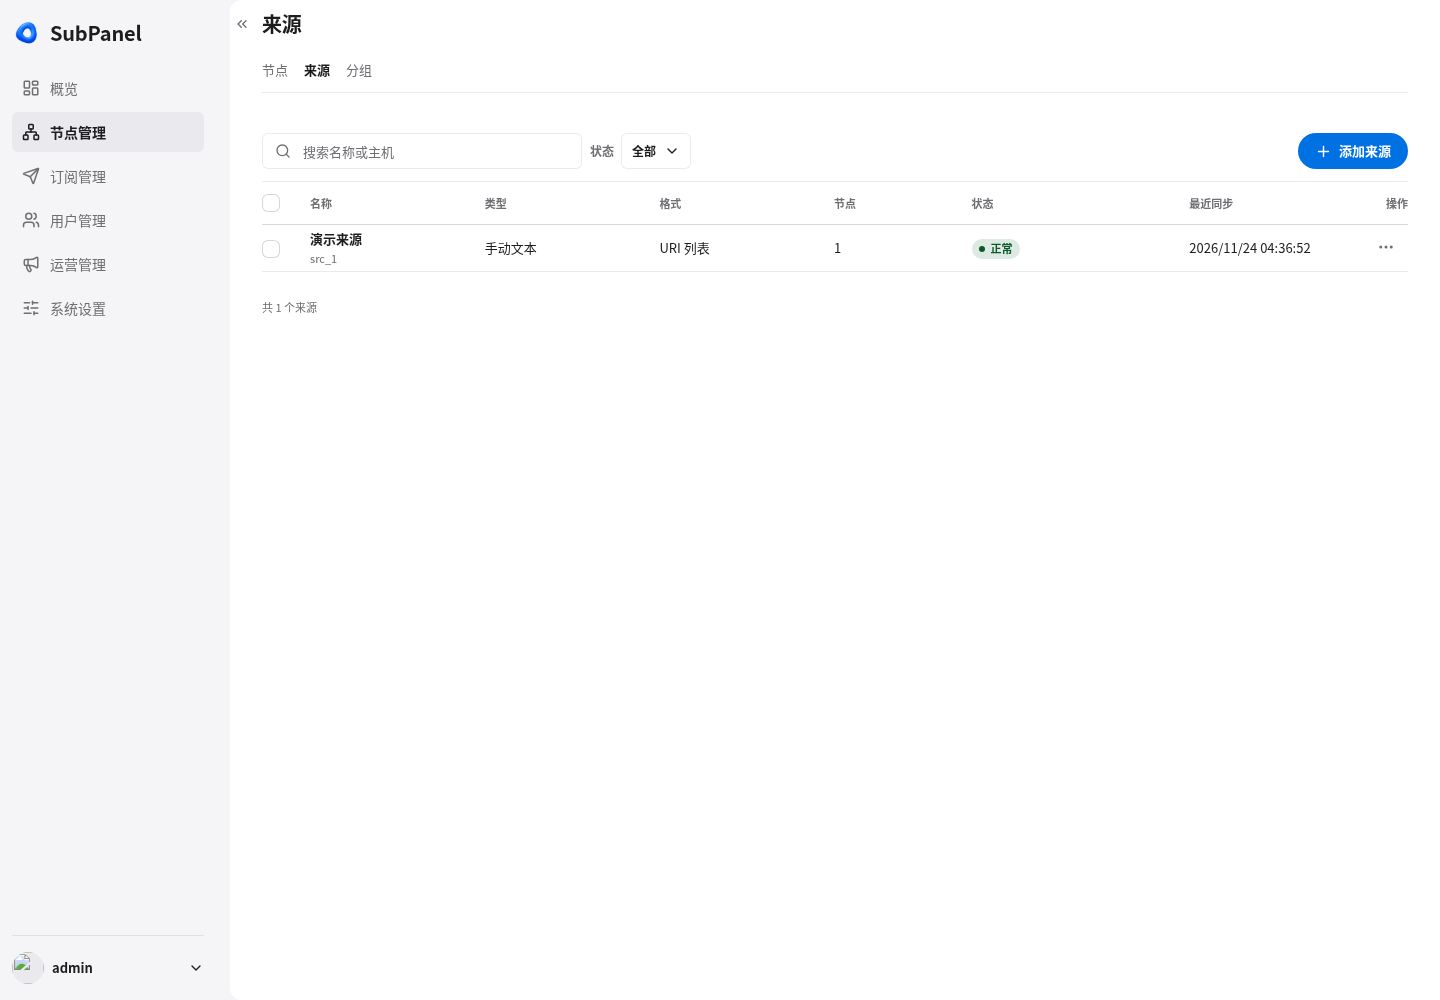 SubPanel
概览
节点管理
订阅管理
用户管理
运营管理
系统设置
admin
来源
节点 来源 分组
搜索名称或主机 状态 全部 添加来源
名称 类型 格式 节点 状态 最近同步 操作
演示来源 手动文本 URI 列表 1 正常 2026/11/24 04:36:52
src_1
共 1 个来源